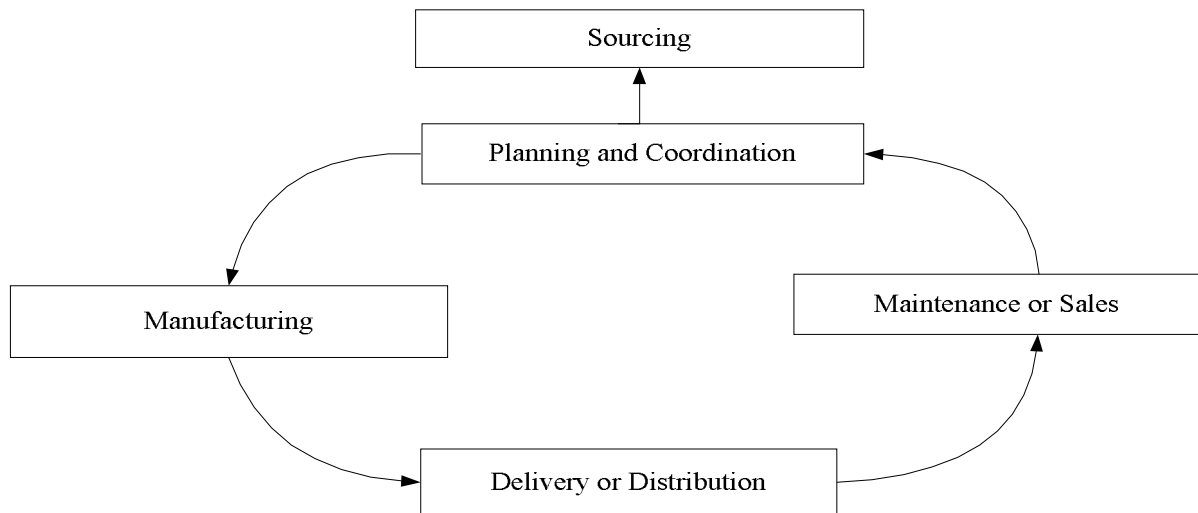 Sourcing
Planning and Coordination
Manufacturing
Maintenance or Sales
Delivery or Distribution